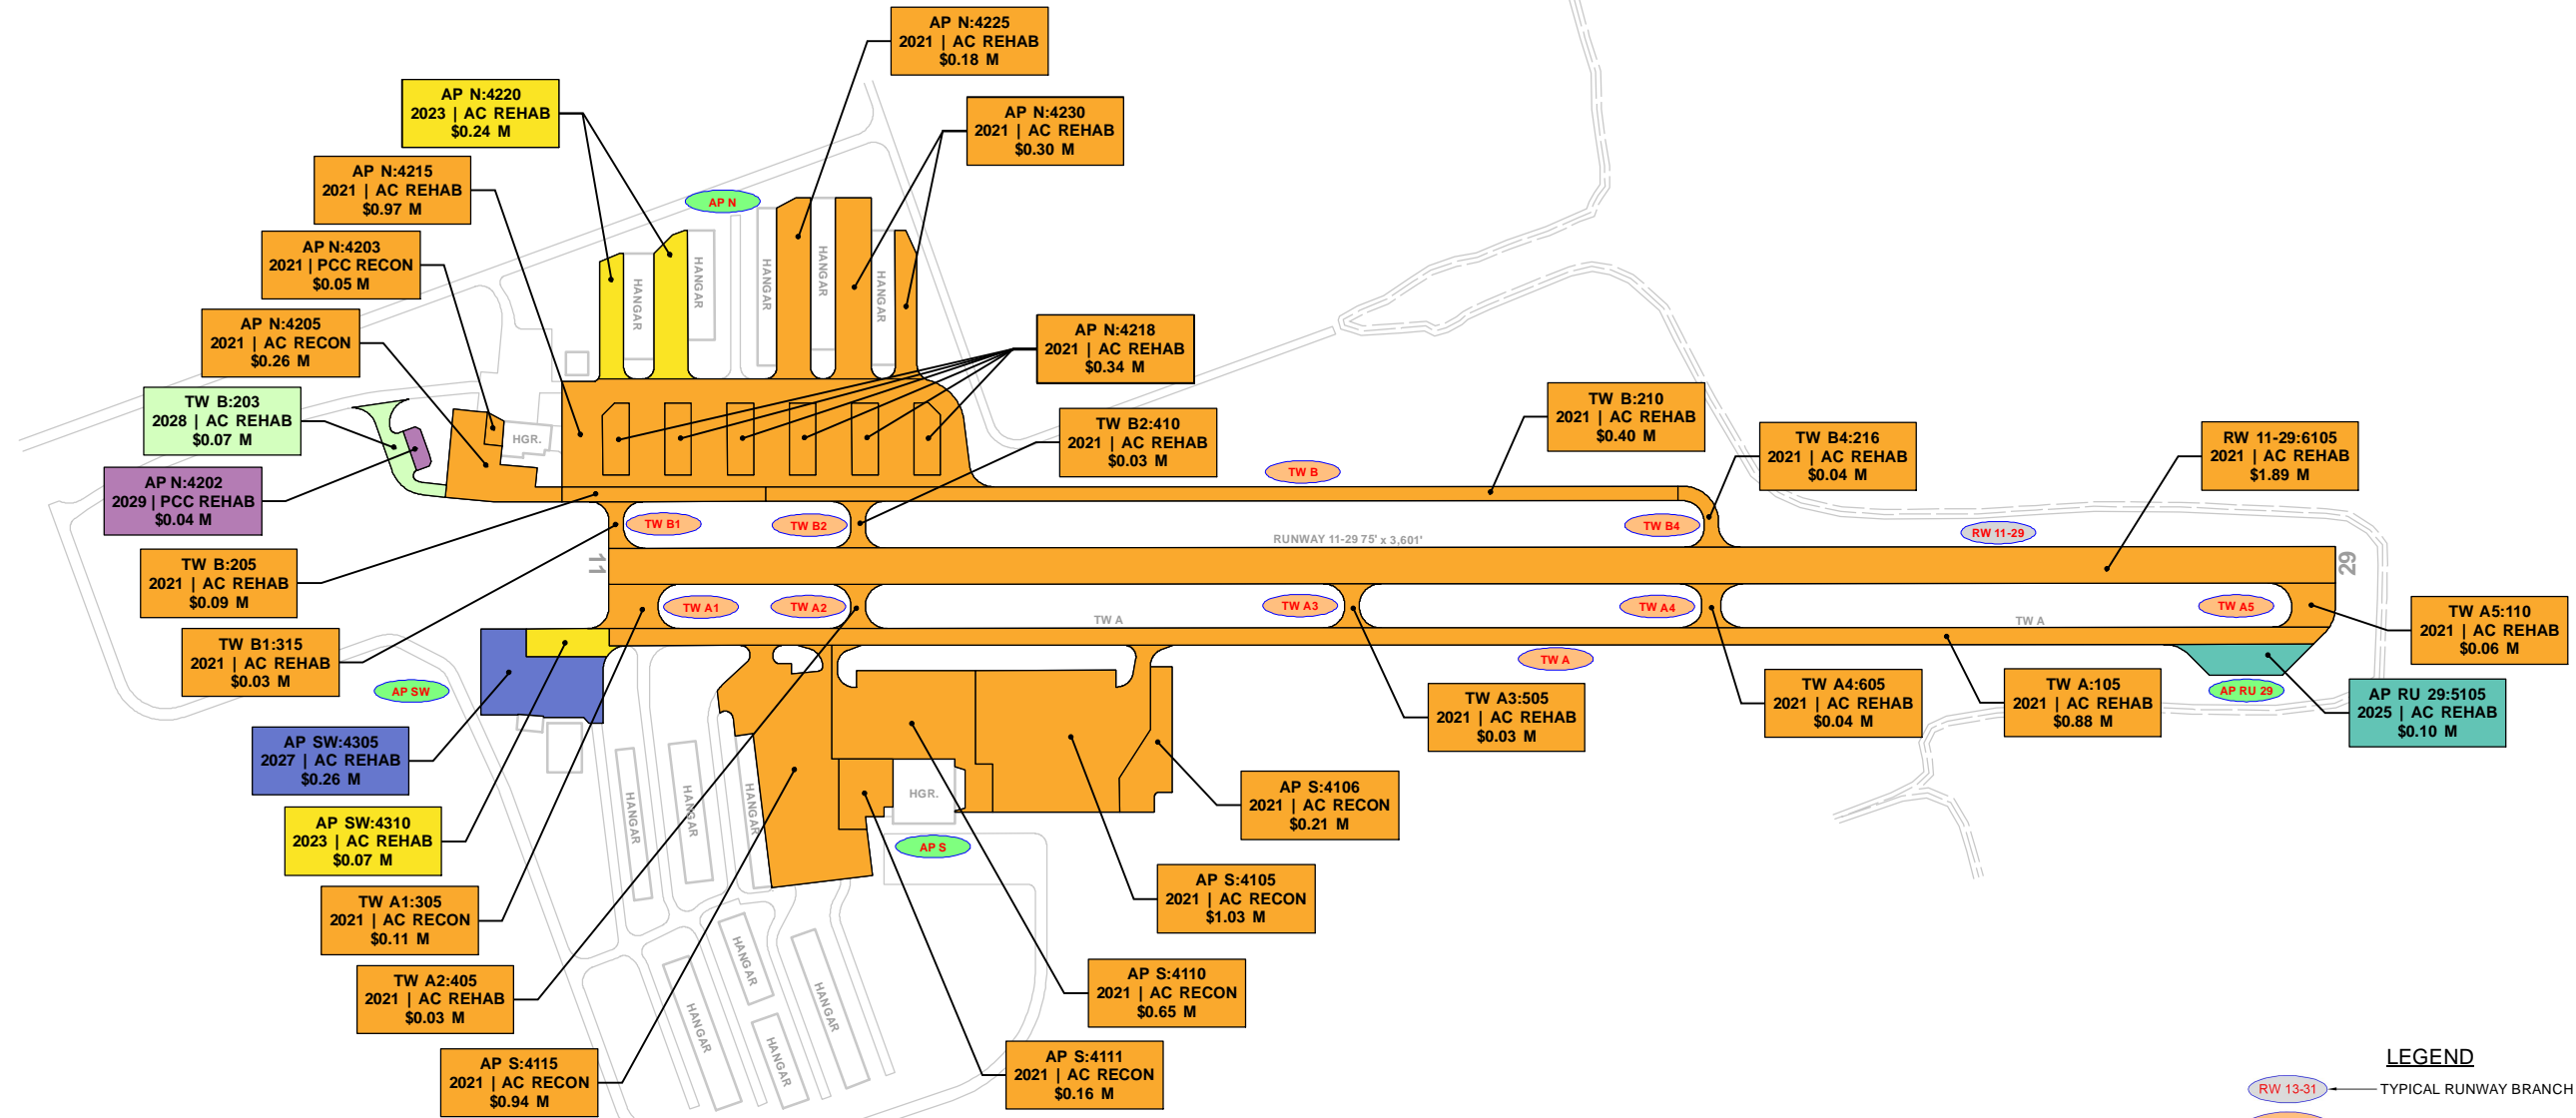 AP N:4225
2021 | AC REHAB
$0.18 M
AP N:4220
2023 | AC REHAB
$0.24 M
AP N:4230
2021 | AC REHAB
$0.30 M
AP N:4215
2021 | AC REHAB
$0.97 M
AP N
AP N:4203
2021 | PCC RECON
$0.05 M
HANGAR
HANGAR
HANGAR
HANGAR
HANGAR
AP N:4205
2021 | AC RECON
$0.26 M
AP N:4218
2021 | AC REHAB
$0.34 M
TW B:203
2028 | AC REHAB
$0.07 M
HGR.
TW B2:410
2021 | AC REHAB
$0.03 M
TW B:210
2021 | AC REHAB
$0.40 M
TW B4:216
2021 | AC REHAB
$0.04 M
RW 11-29:6105
2021 | AC REHAB
$1.89 M
AP N:4202
2029 | PCC REHAB
$0.04 M
TW B
TW B1
TW B2
TW B4
RW 11-29
RUNWAY 11-29 75' x 3,601'
11
29
TW B:205
2021 | AC REHAB
$0.09 M
TW A1
TW A2
TW A3
TW A4
TW A5
TW A
TW A
TW B1:315
2021 | AC REHAB
$0.03 M
TW A5:110
2021 | AC REHAB
$0.06 M
TW A
AP SW
AP RU 29
TW A3:505
2021 | AC REHAB
$0.03 M
TW A4:605
2021 | AC REHAB
$0.04 M
TW A:105
2021 | AC REHAB
$0.88 M
AP RU 29:5105
2025 | AC REHAB
$0.10 M
AP SW:4305
2027 | AC REHAB
$0.26 M
HANGAR
HANGAR
HANGAR
HGR.
AP S:4106
2021 | AC RECON
$0.21 M
AP SW:4310
2023 | AC REHAB
$0.07 M
AP S
TW A1:305
2021 | AC RECON
$0.11 M
AP S:4105
2021 | AC RECON
$1.03 M
HANGAR
HANGAR
HANGAR
HANGAR
TW A2:405
2021 | AC REHAB
$0.03 M
AP S:4110
2021 | AC RECON
$0.65 M
AP S:4115
2021 | AC RECON
$0.94 M
AP S:4111
2021 | AC RECON
$0.16 M
LEGEND
RW 13-31
TYPICAL RUNWAY BRANCH